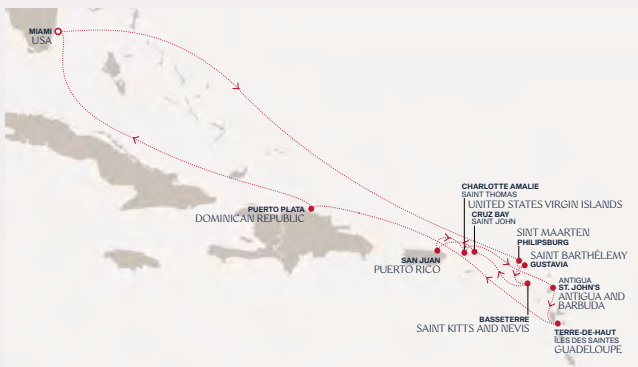 MIAMI
USA
CHARLOTTE AMALIE
SAINT THOMAS
UNITED STATES VIRGIN ISLANDS
PUERTO PLATA
DOMINICAN REPUBLIC
CRUZ BAY
SAINT JOHN
SINT MAARTEN
PHILIPSBURG
SAINT BARTHÉLEMY
GUSTAVIA
SAN JUAN
PUERTO RICO
ANTIGUA
ST. JOHN'S
ANTIGUA AND
BARBUDA
BASSETERRE
SAINT KITTS AND NEVIS
TERRE-DE-HAUT
ÎLES DES SAINTES
GUADELOUPE